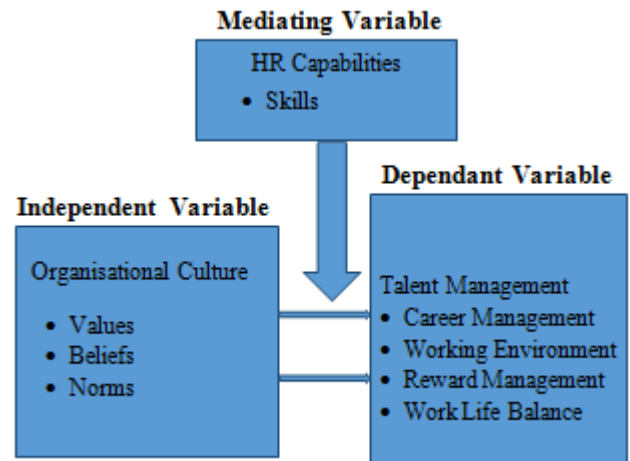 Mediating Variable
HR Capabilities
• Skills
Independent Variable
Organisational Culture
• Values
• Beliefs
• Norms
Dependant Variable
Talent Management
• Career Management
• Working Environment
• Reward Management
• Work Life Balance